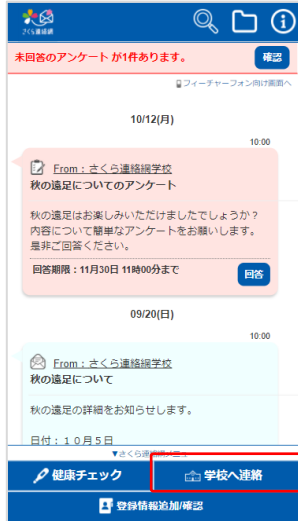 さくら連絡網
未回答のアンケート が1件あります。 確認
フィーチャーフォン向け画面へ
10/12(月)
10:00
From：さくら連絡網学校
秋の遠足についてのアンケート
秋の遠足はお楽しみいただけましたでしょうか？
内容について簡単なアンケートをお願いします。
是非ご回答ください。
回答期限：11月30日 11時00分まで 回答
09/20(日)
10:00
From：さくら連絡網学校
秋の遠足について
秋の遠足の詳細をお知らせします。
日付：１０月５日
▼さくら連絡網メニュー
健康チェック 学校へ連絡
登録情報追加/確認